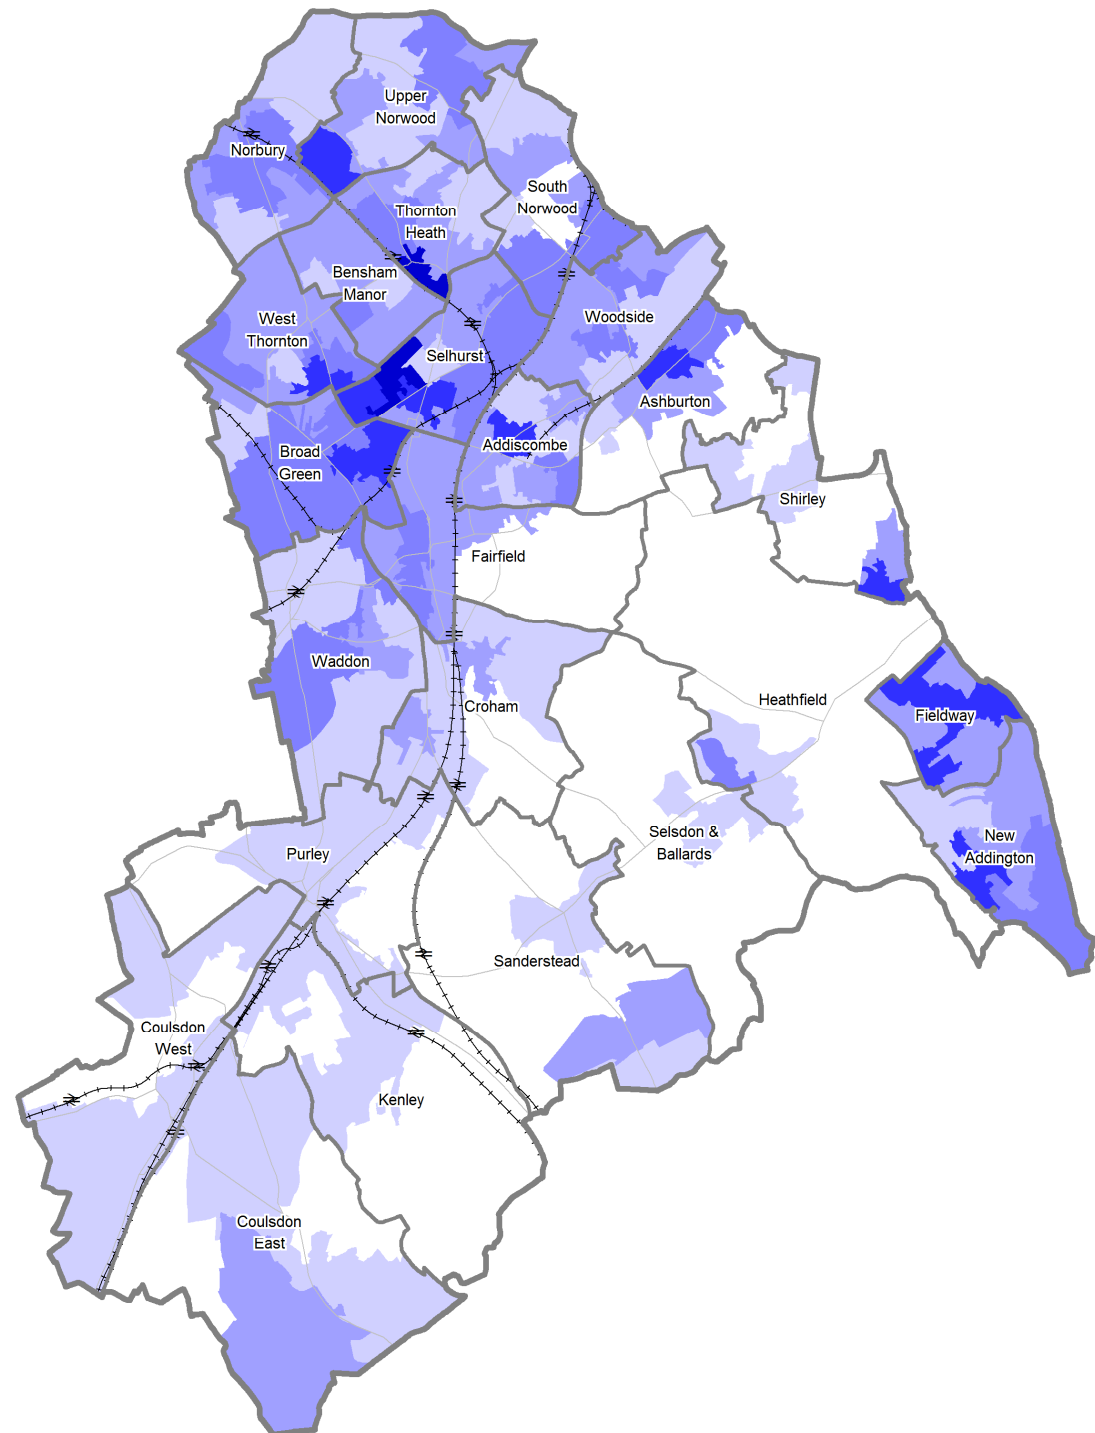 Upper
Norwood
Norbury
South
Norwood
Thornton
Heath
Bensham
Manor
West
Thornton
Woodside
Selhurst
Ashburton
Addiscombe
Broad
Green
Shirley
Fairfield
Waddon
Heathfield
Croham
Fieldway
Selsdon &
Ballards
New
Addington
Purley
Sanderstead
Coulsdon
West
Kenley
Coulsdon
East